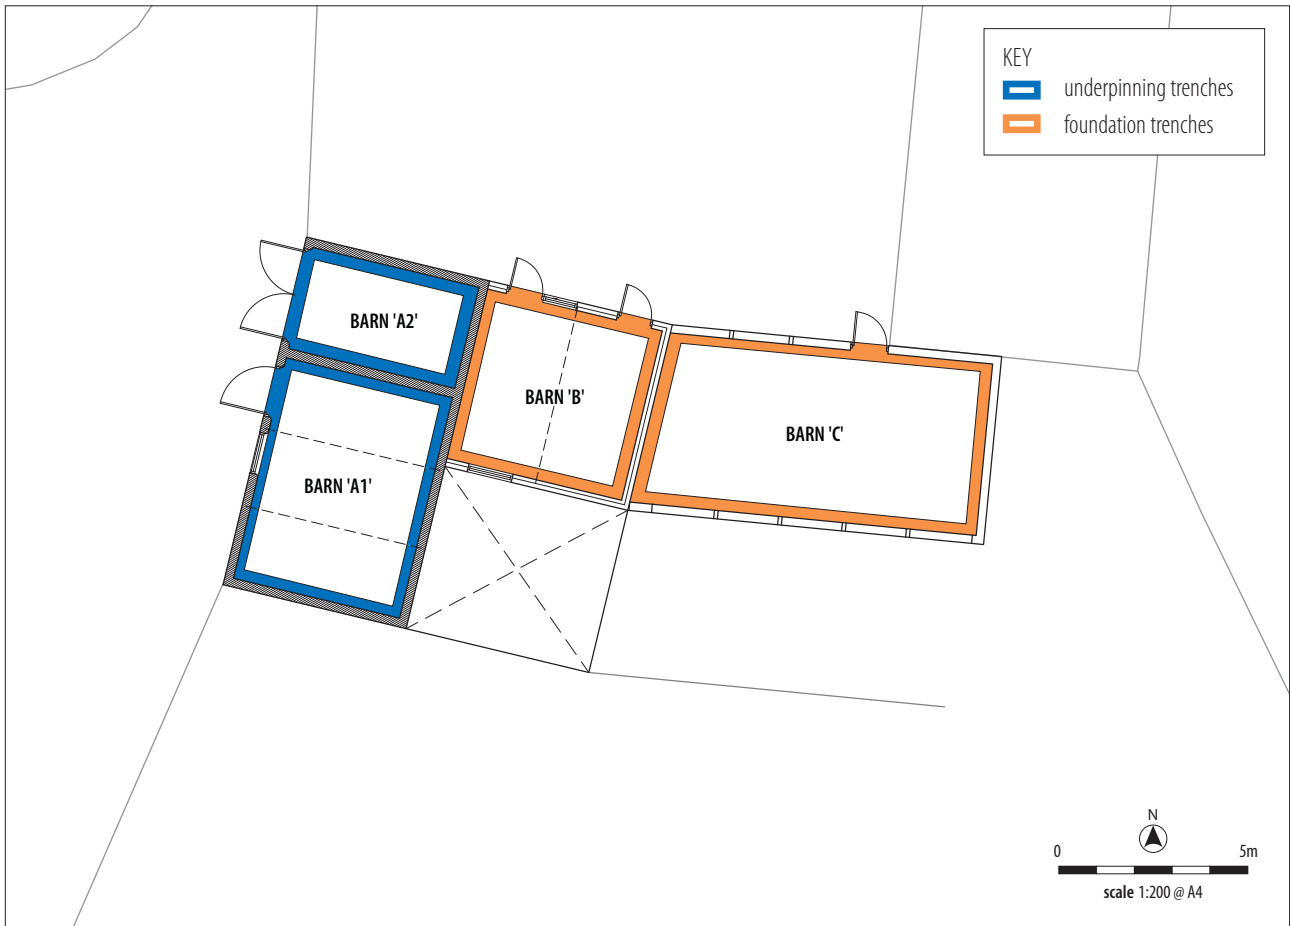 KEY
underpinning trenches
foundation trenches
BARN 'A2'
BARN 'B'
BARN 'C'
BARN 'A1'
N
0 5m
scale 1:200 @ A4